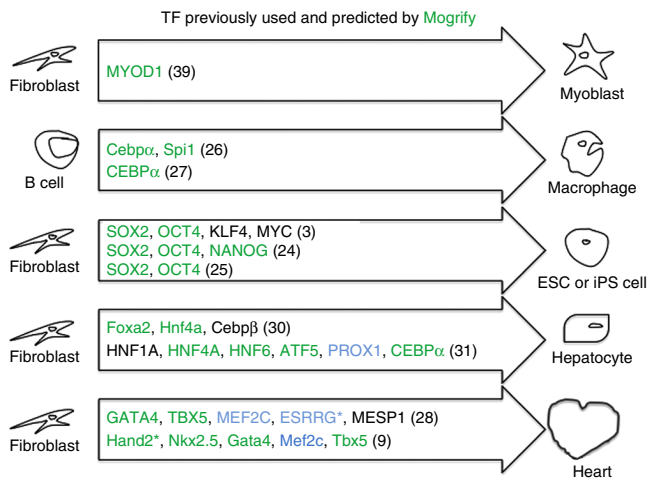 TF previously used and predicted by Mogrify
MYOD1 (39)
Fibroblast
Myoblast
Cebpα, Spi1 (26)
CEBPα (27)
B cell
Macrophage
SOX2, OCT4, KLF4, MYC (3)
SOX2, OCT4, NANOG (24)
SOX2, OCT4 (25)
Fibroblast
ESC or iPS cell
Foxa2, Hnf4a, Cebpβ (30)
HNF1A, HNF4A, HNF6, ATF5, PROX1, CEBPα (31)
Fibroblast
Hepatocyte
GATA4, TBX5, MEF2C, ESRRG*, MESP1 (28)
Hand2*, Nkx2.5, Gata4, Mef2c, Tbx5 (9)
Fibroblast
Heart